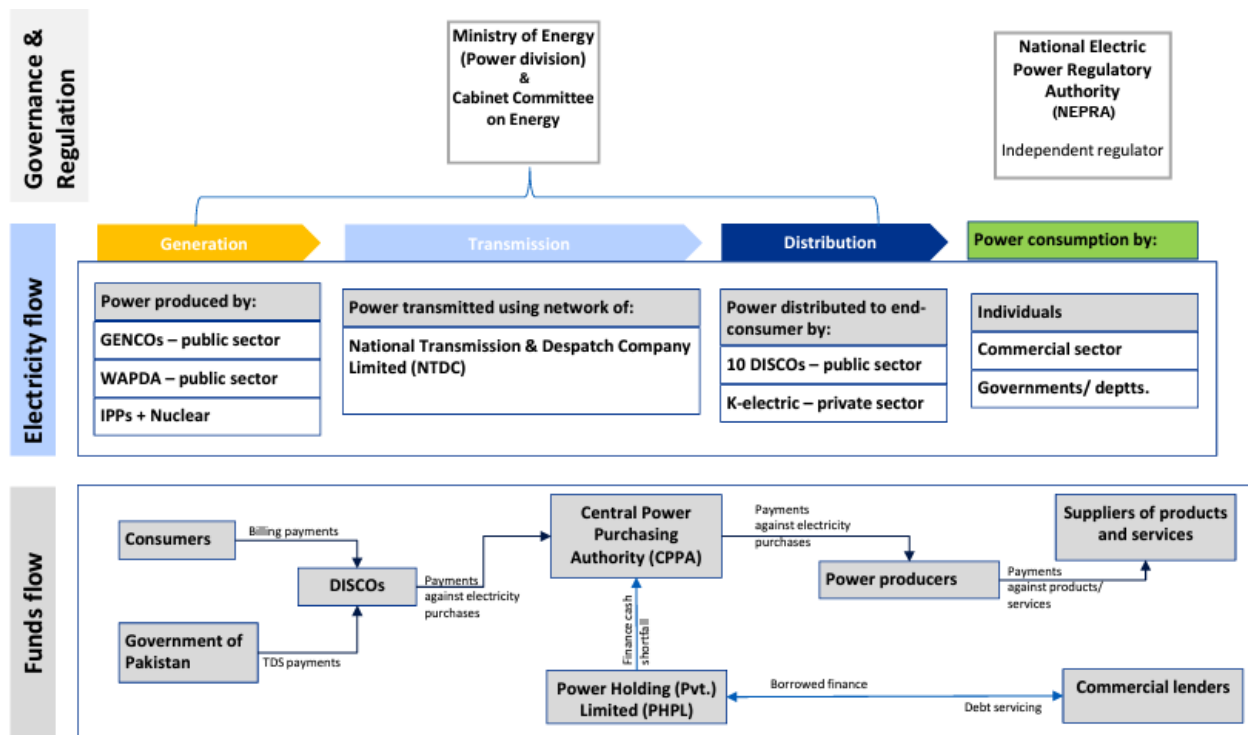 Governance &
Regulation
Ministry of Energy
(Power division)
&
Cabinet Committee
on Energy
National Electric
Power Regulatory
Authority
(NEPRA)
Independent regulator
Electricity flow
Generation
Transmission
Distribution
Power consumption by:
Power produced by:
GENCOs – public sector
WAPDA – public sector
IPPs + Nuclear
Power transmitted using network of:
National Transmission & Despatch Company
Limited (NTDC)
Power distributed to end-
consumer by:
10 DISCOs – public sector
K-electric – private sector
Individuals
Commercial sector
Governments/ deptts.
Funds flow
Consumers
Billing payments
Government of
Pakistan
TDS payments
DISCOs
Payments
against electricity
purchases
Central Power
Purchasing
Authority (CPPA)
Payments
against electricity
purchases
Power producers
Payments
against products/
services
Suppliers of products
and services
Finance cash
shortfall
Power Holding (Pvt.)
Limited (PHPL)
Borrowed finance
Debt servicing
Commercial lenders